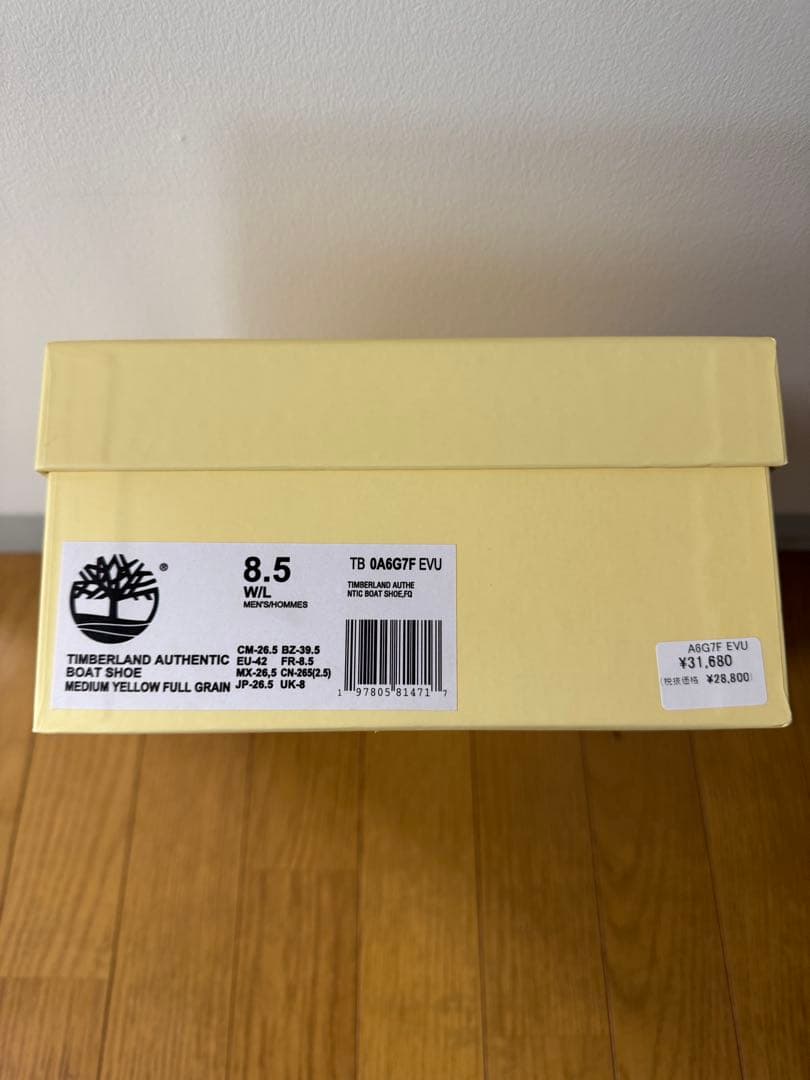 ®
8.5
W/L
MEN'S/HOMMES
TB 0A6G7F EVU
TIMBERLAND AUTHE
NTIC BOAT SHOE,FQ
TIMBERLAND AUTHENTIC
BOAT SHOE
MEDIUM YELLOW FULL GRAIN
CM-26.5 BZ-39.5
EU-42 FR-8.5
MX-26,5 CN-265(2.5)
JP-26.5 UK-8
1 97805 81471 7
A6G7F EVU
¥31,680
(税抜価格 ¥28,800)